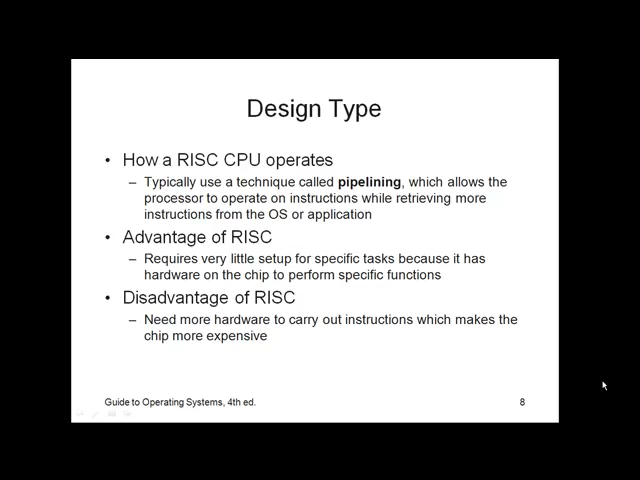 Design Type
• How a RISC CPU operates
– Typically use a technique called pipelining, which allows the
processor to operate on instructions while retrieving more
instructions from the OS or application
• Advantage of RISC
– Requires very little setup for specific tasks because it has
hardware on the chip to perform specific functions
• Disadvantage of RISC
– Need more hardware to carry out instructions which makes the
chip more expensive
Guide to Operating Systems, 4th ed.
8